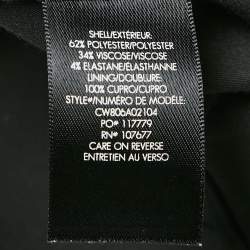 SHELL/EXTÉRIEUR:
62% POLYESTER/POLYESTER
34% VISCOSE/VISCOSE
4% ELASTANE/ÉLASTHANNE
LINING/DOUBLURE:
100% CUPRO/CUPRO
STYLE#/NUMÉRO DE MODÈLE:
CW806A02104
PO# 117779
RN# 107677
CARE ON REVERSE
ENTRETIEN AU VERSO